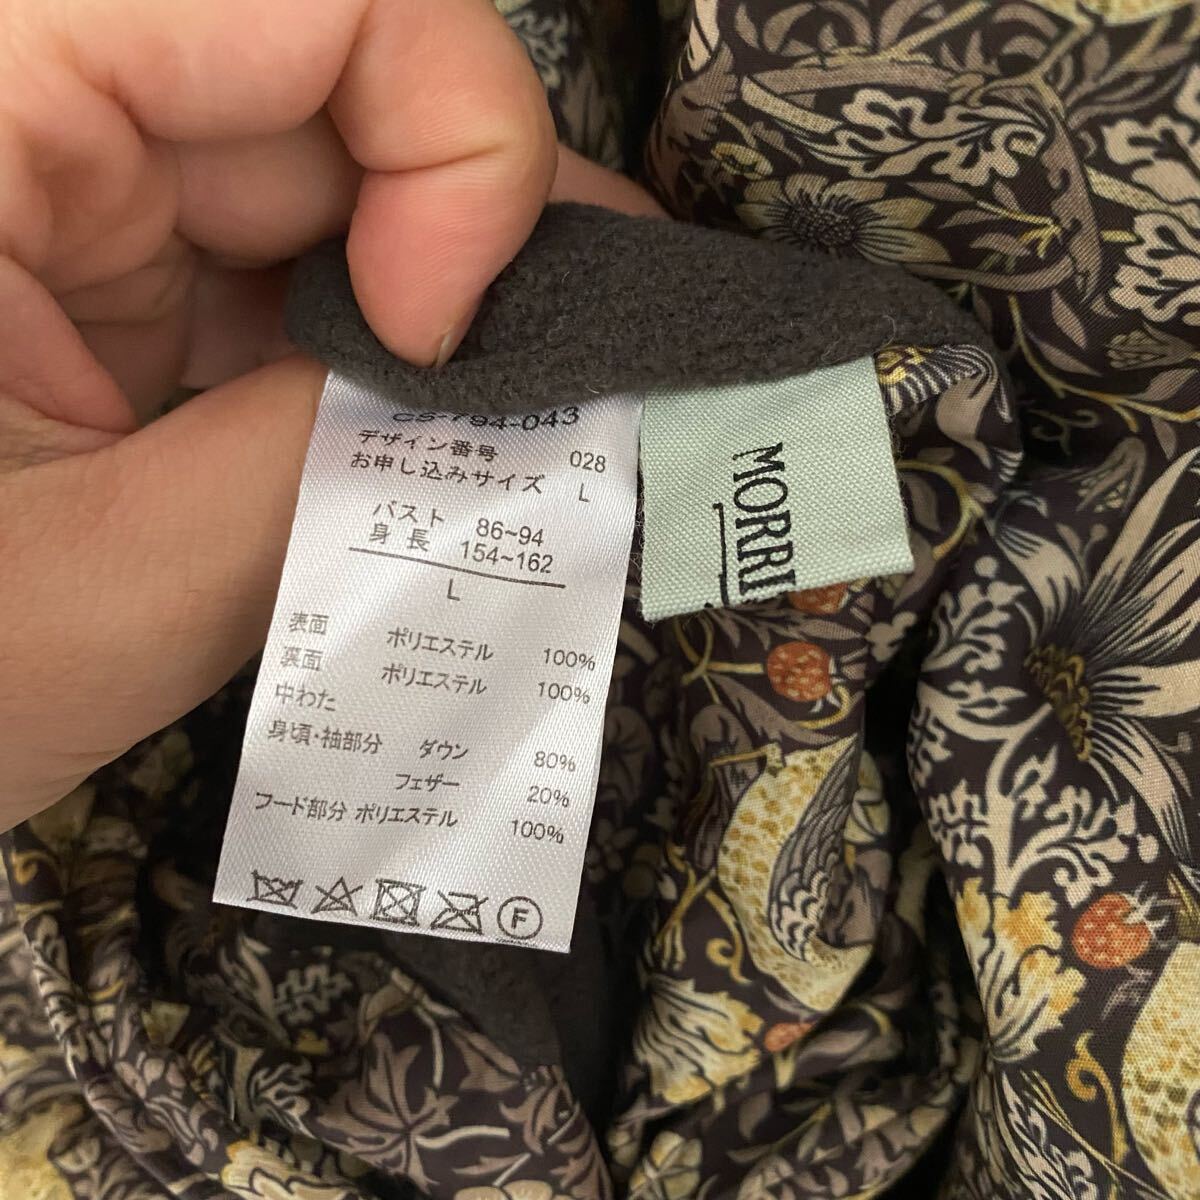 CS-794-043
デザイン番号 028
お申し込みサイズ L
バスト 86~94
身長 154~162
L
表面 ポリエステル 100%
裏面 ポリエステル 100%
中わた
身頃・袖部分 ダウン 80%
フェザー 20%
フード部分 ポリエステル 100%
F
MORRI